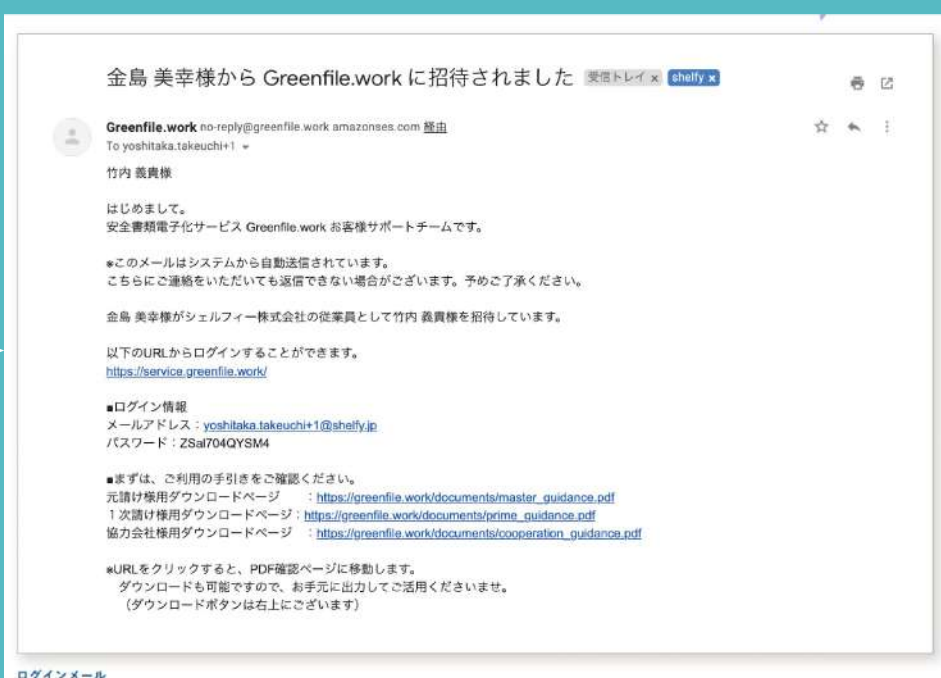 金島 美幸様から Greenfile.work に招待されました 受信トレイ x shelfy x
Greenfile.work no-reply@greenfile.work amazonses.com 経由
To yoshitaka.takeuchi+1
竹内 義貴様
はじめまして。
安全書類電子化サービス Greenfile.work お客様サポートチームです。
*このメールはシステムから自動送信されています。
こちらにご連絡をいただいても返信できない場合がございます。予めご了承ください。
金島 美幸様がシェルフィー株式会社の従業員として竹内 義貴様を招待しています。
以下のURLからログインすることができます。
https://service.greenfile.work/
■ログイン情報
メールアドレス：yoshitaka.takeuchi+1@shelfy.jp
パスワード：ZSal704QYSM4
■まずは、ご利用の手引きをご確認ください。
元請け様用ダウンロードページ　　：https://greenfile.work/documents/master_guidance.pdf
１次請け様用ダウンロードページ：https://greenfile.work/documents/prime_guidance.pdf
協力会社様用ダウンロードページ　：https://greenfile.work/documents/cooperation_guidance.pdf
*URLをクリックすると、PDF確認ページに移動します。
ダウンロードも可能ですので、お手元に出力してご活用くださいませ。
（ダウンロードボタンは右上にございます）
ログインメール